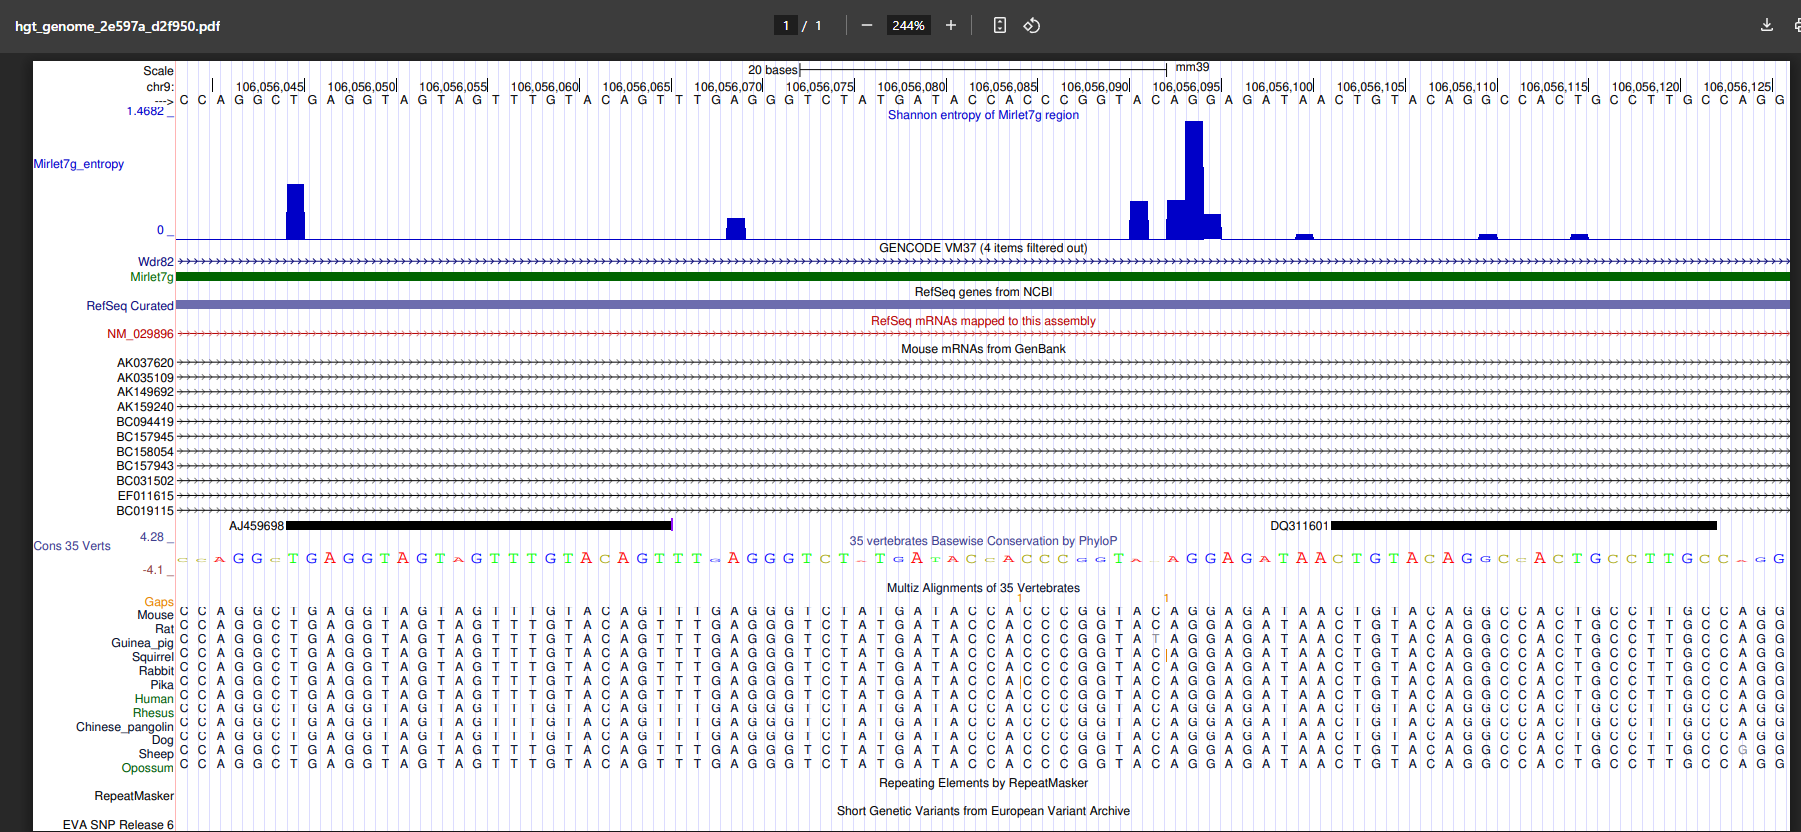 hgt_genome_2e597a_d2f950.pdf
1 / 1
244%
Scale 20 bases mm39
chr9: 106,056,045 106,056,050 106,056,055 106,056,060 106,056,065 106,056,070 106,056,075 106,056,080 106,056,085 106,056,090 106,056,095 106,056,100 106,056,105 106,056,110 106,056,115 106,056,120 106,056,125
---> C C A G G C T G A G G T A G T A G T T T G T A C A G T T T G A G G G T C T A T G A T A C C A C C C G G T A C A G G A G A T A A C T G T A C A G G C C A C T G C C T T G C C A G G
1.4682 _ Shannon entropy of Mirlet7g region
Mirlet7g_entropy
0 _
GENCODE VM37 (4 items filtered out)
Wdr82
Mirlet7g
RefSeq genes from NCBI
RefSeq Curated
RefSeq mRNAs mapped to this assembly
NM_029896
Mouse mRNAs from GenBank
AK037620
AK035109
AK149692
AK159240
BC094419
BC157945
BC158054
BC157943
BC031502
EF011615
BC019115
AJ459698 DQ311601
4.28 _ 35 vertebrates Basewise Conservation by PhyloP
Cons 35 Verts
C C A G G C T G A G G T A G T A G T T T G T A C A G T T T G A G G G T C T T G A T A C C A C C C G G T A A G G A G A T A A C T G T A C A G G C C A C T G C C T T G C C A G G
-4.1 _
Multiz Alignments of 35 Vertebrates
Gaps 1 1
Mouse C C A G G C T G A G G T A G T A G T T T G T A C A G T T T G A G G G T C T A T G A T A C C A C C C G G T A C A G G A G A T A A C T G T A C A G G C C A C T G C C T T G C C A G G
Rat C C A G G C T G A G G T A G T A G T T T G T A C A G T T T G A G G G T C T A T G A T A C C A C C C G G T A C A G G A G A T A A C T G T A C A G G C C A C T G C C T T G C C A G G
Guinea_pig C C A G G C T G A G G T A G T A G T T T G T A C A G T T T G A G G G T C T A T G A T A C C A C C C G G T A T A G G A G A T A A C T G T A C A G G C C A C T G C C T T G C C A G G
Squirrel C C A G G C T G A G G T A G T A G T T T G T A C A G T T T G A G G G T C T A T G A T A C C A C C C G G T A C A G G A G A T A A C T G T A C A G G C C A C T G C C T T G C C A G G
Rabbit C C A G G C T G A G G T A G T A G T T T G T A C A G T T T G A G G G T C T A T G A T A C C A C C C G G T A C A G G A G A T A A C T G T A C A G G C C A C T G C C T T G C C A G G
Pika C C A G G C T G A G G T A G T A G T T T G T A C A G T T T G A G G G T C T A T G A T A C C A C C C G G T A C A G G A G A T A A C T G T A C A G G C C A C T G C C T T G C C A G G
Human C C A G G C T G A G G T A G T A G T T T G T A C A G T T T G A G G G T C T A T G A T A C C A C C C G G T A C A G G A G A T A A C T G T A C A G G C C A C T G C C T T G C C A G G
Rhesus C C A G G C T G A G G T A G T A G T T T G T A C A G T T T G A G G G T C T A T G A T A C C A C C C G G T A C A G G A G A T A A C T G T A C A G G C C A C T G C C T T G C C A G G
Chinese_pangolin C C A G G C T G A G G T A G T A G T T T G T A C A G T T T G A G G G T C T A T G A T A C C A C C C G G T A C A G G A G A T A A C T G T A C A G G C C A C T G C C T T G C C A G G
Dog C C A G G C T G A G G T A G T A G T T T G T A C A G T T T G A G G G T C T A T G A T A C C A C C C G G T A C A G G A G A T A A C T G T A C A G G C C A C T G C C T T G C C A G G
Sheep C C A G G C T G A G G T A G T A G T T T G T A C A G T T T G A G G G T C T A T G A T A C C A C C C G G T A C A G G A G A T A A C T G T A C A G G C C A C T G C C T T G C C G G G
Opossum C C A G G C T G A G G T A G T A G T T T G T A C A G T T T G A G G G T C T A T G A T A C C A C C C G G T A C A G G A G A T A A C T G T A C A G G C C A C T G C C T T G C C A G G
Repeating Elements by RepeatMasker
RepeatMasker
Short Genetic Variants from European Variant Archive
EVA SNP Release 6